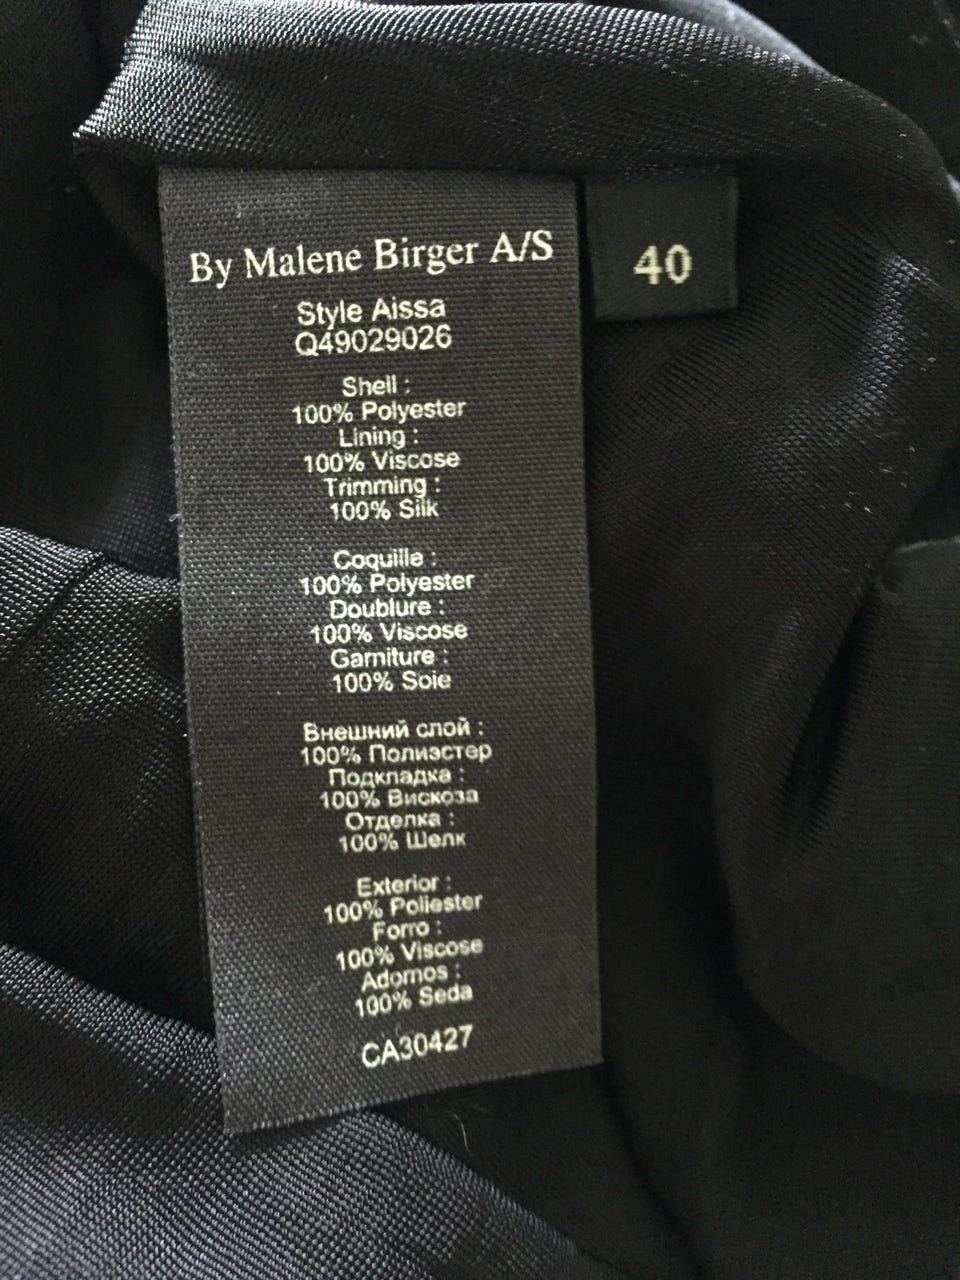 By Malene Birger A/S
40
Style Aissa
Q49029026
Shell :
100% Polyester
Lining :
100% Viscose
Trimming :
100% Silk
Coquille :
100% Polyester
Doublure :
100% Viscose
Garniture :
100% Soie
Внешний слой :
100% Полиэстер
Подкладка :
100% Вискоза
Отделка :
100% Шелк
Exterior :
100% Poliester
Forro :
100% Viscose
Adornos :
100% Seda
CA30427